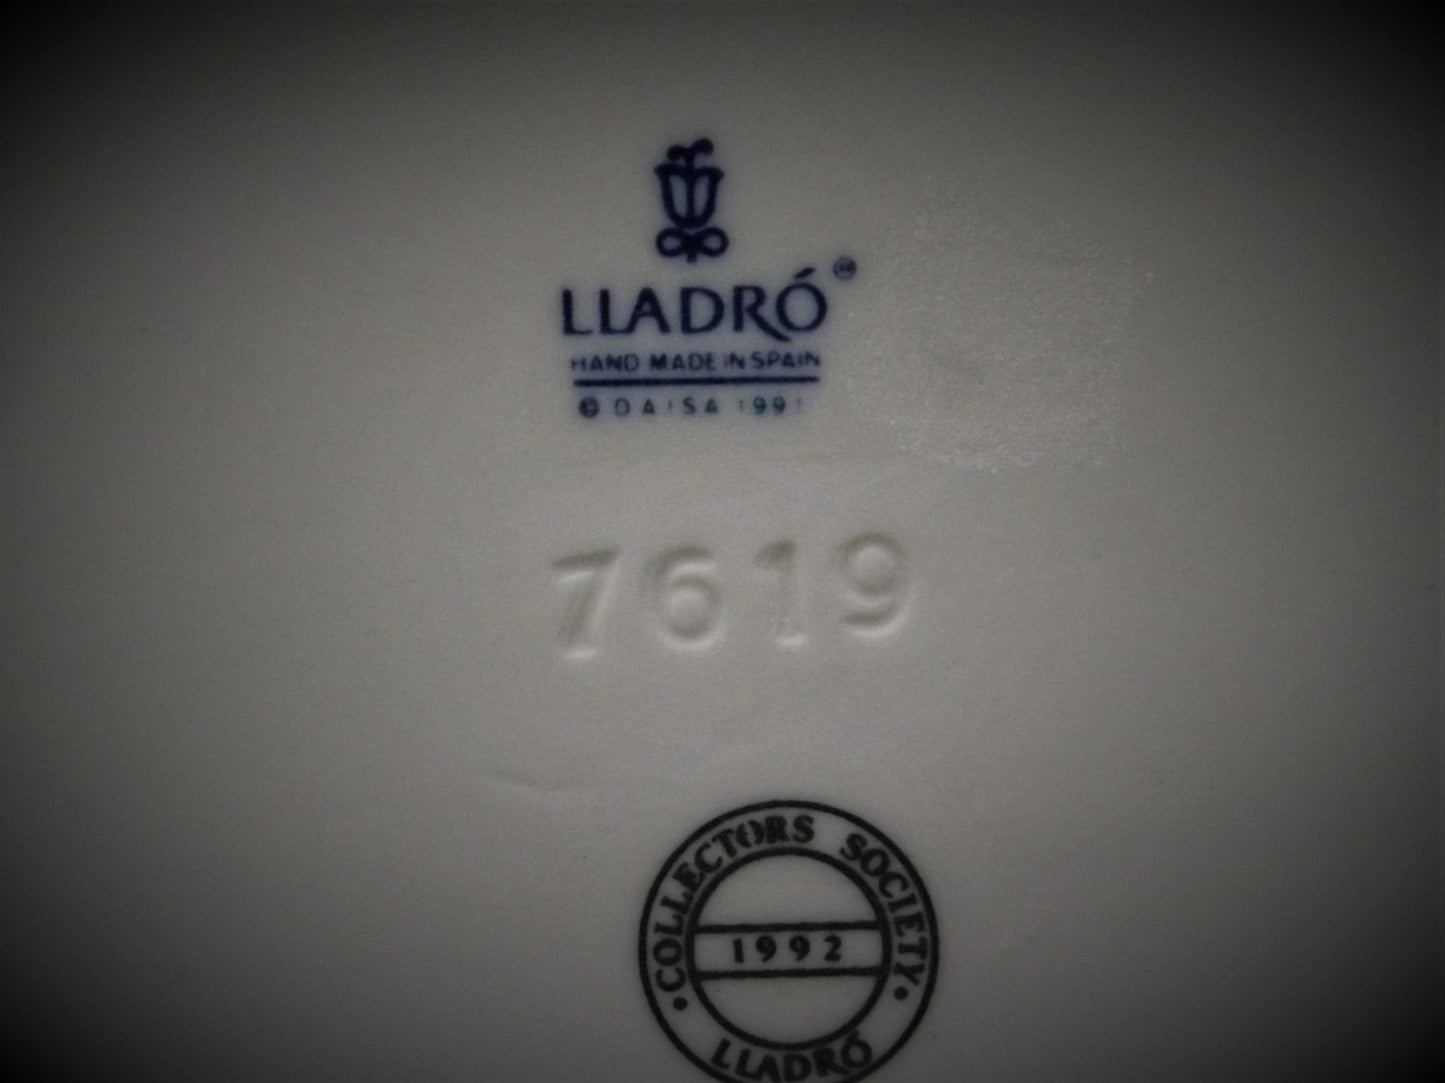 LLADRÓ
HAND MADE IN SPAIN
© DAISA 1991
7619
COLLECTORS SOCIETY
1992
LLADRÓ